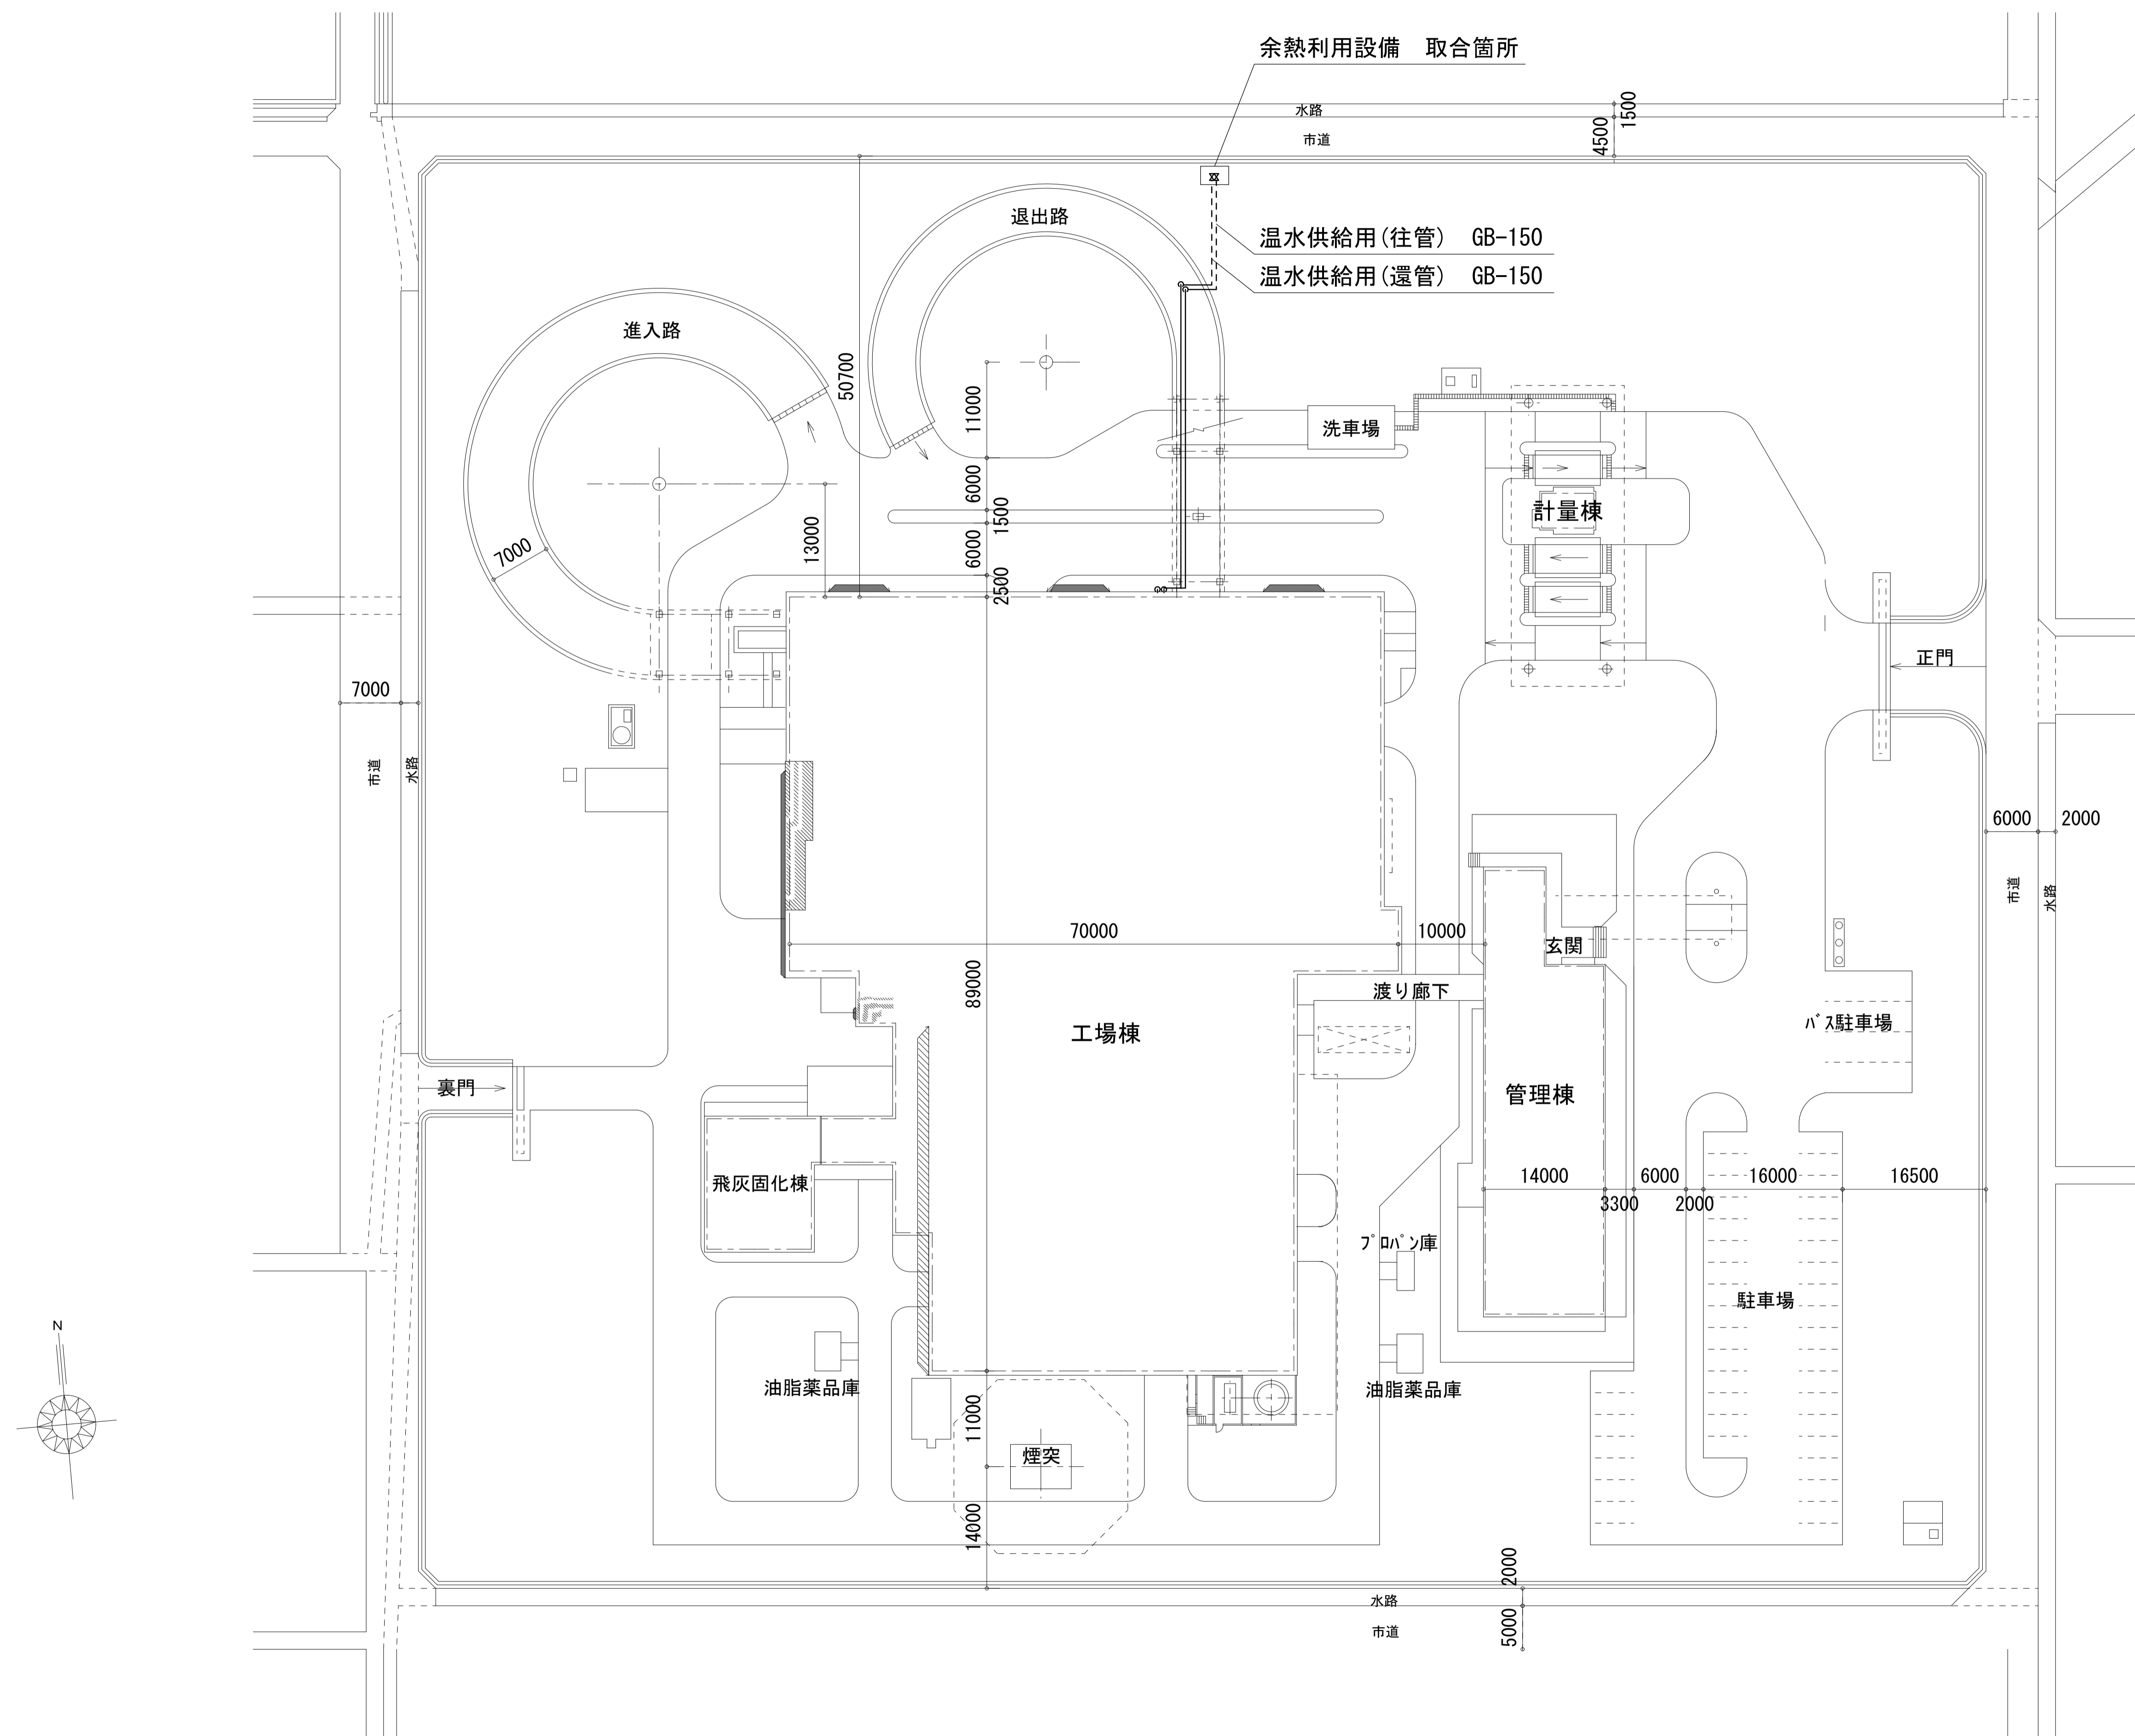 余熱利用設備　取合箇所
水路
1500
4500
市道
退出路
温水供給用(往管)　GB-150
温水供給用(還管)　GB-150
進入路
50700
11000
洗車場
6000
1500
計量棟
13000
7000
6000
2500
正門
7000
市道
水路
6000
2000
市道
水路
70000
10000
玄関
89000
渡り廊下
工場棟
バス駐車場
裏門
管理棟
飛灰固化棟
14000
3300
6000
2000
16000
16500
プロパン庫
駐車場
N
油脂薬品庫
油脂薬品庫
11000
煙突
14000
2000
水路
5000
市道